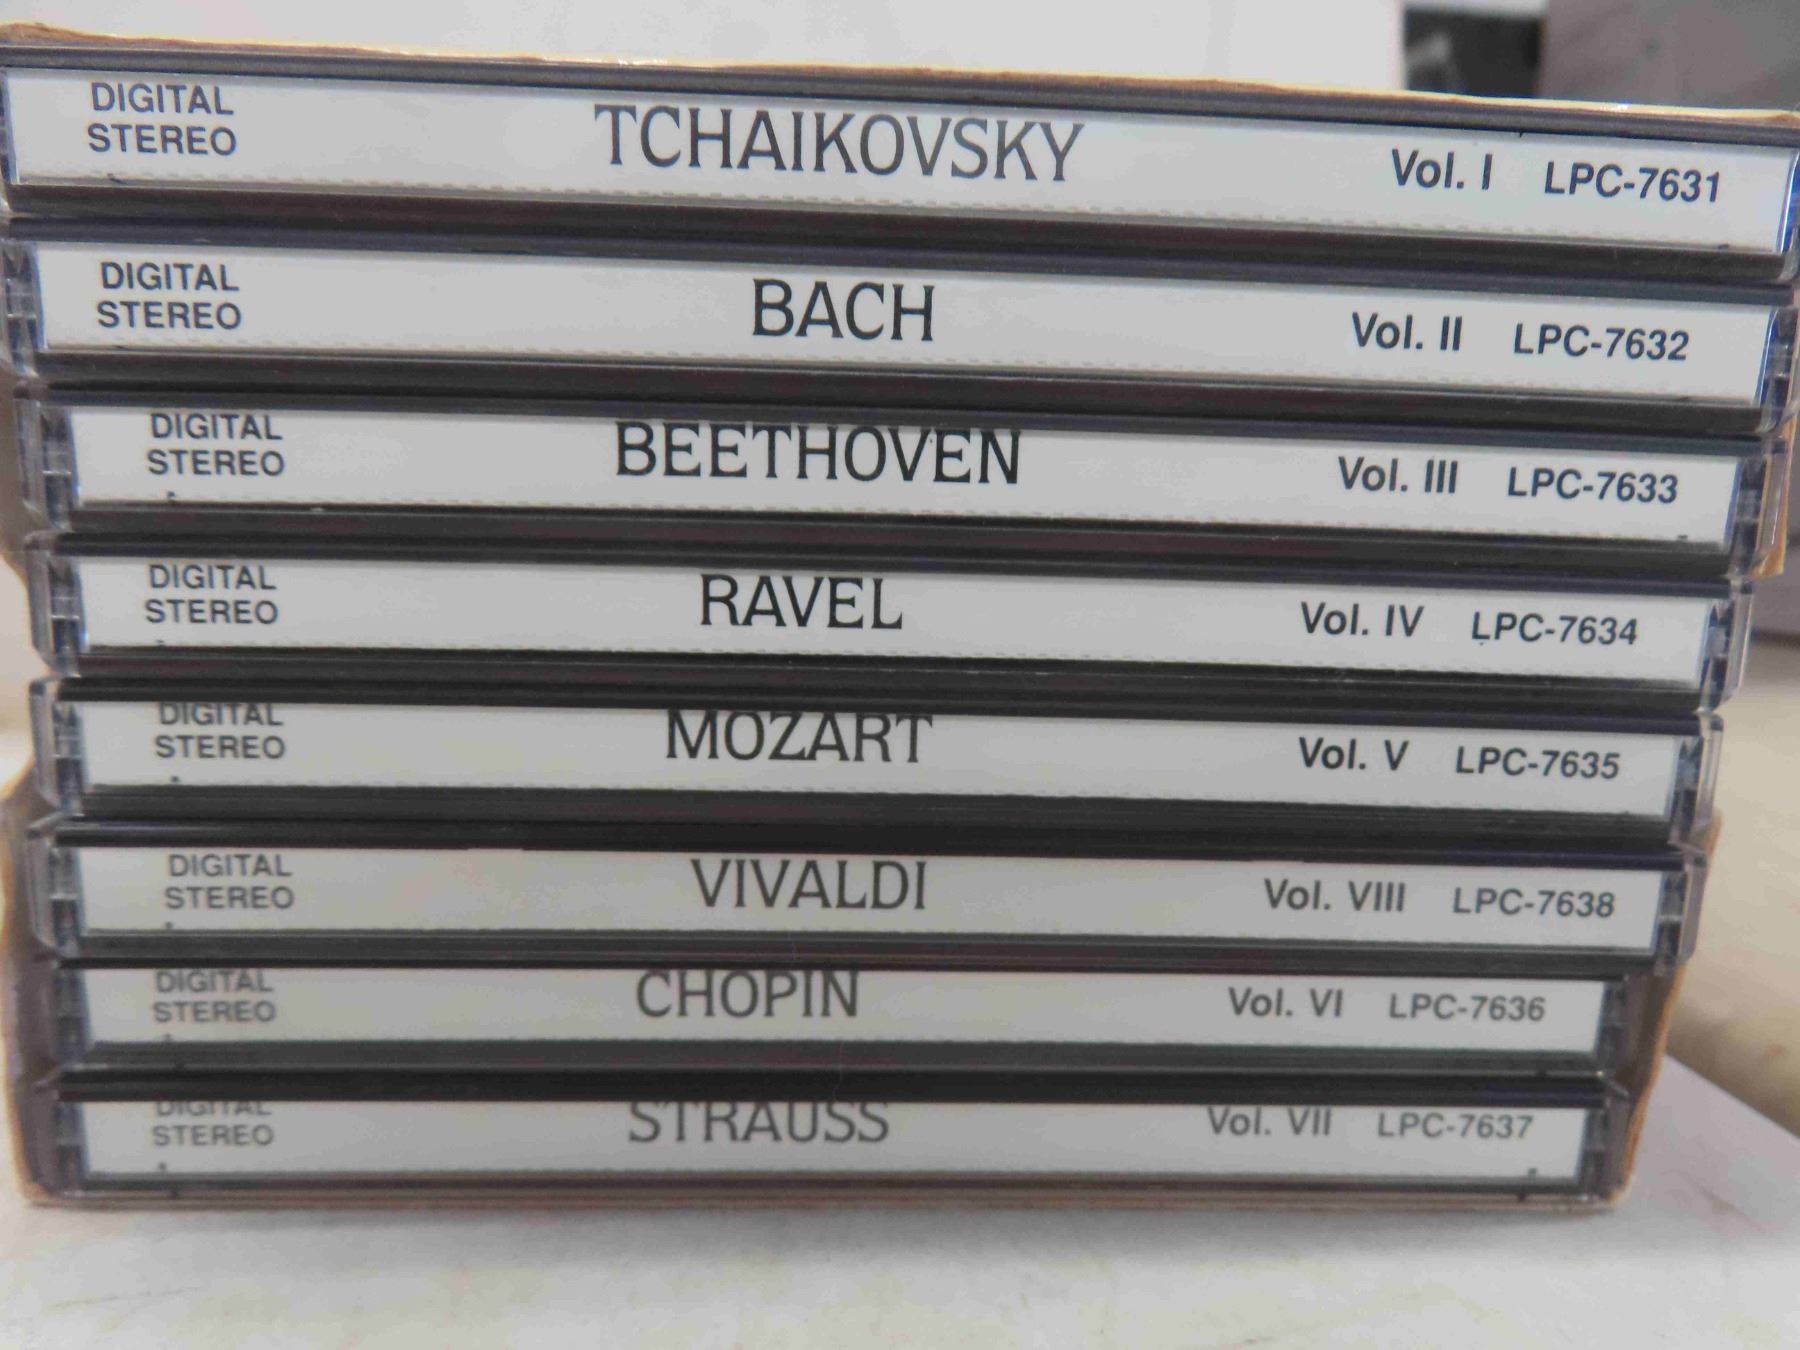 DIGITAL
STEREO
TCHAIKOVSKY
Vol. I LPC-7631
DIGITAL
STEREO
BACH
Vol. II LPC-7632
DIGITAL
STEREO
BEETHOVEN
Vol. III LPC-7633
DIGITAL
STEREO
RAVEL
Vol. IV LPC-7634
DIGITAL
STEREO
MOZART
Vol. V LPC-7635
DIGITAL
STEREO
VIVALDI
Vol. VIII LPC-7638
DIGITAL
STEREO
CHOPIN
Vol. VI LPC-7636
DIGITAL
STEREO
STRAUSS
Vol. VII LPC-7637